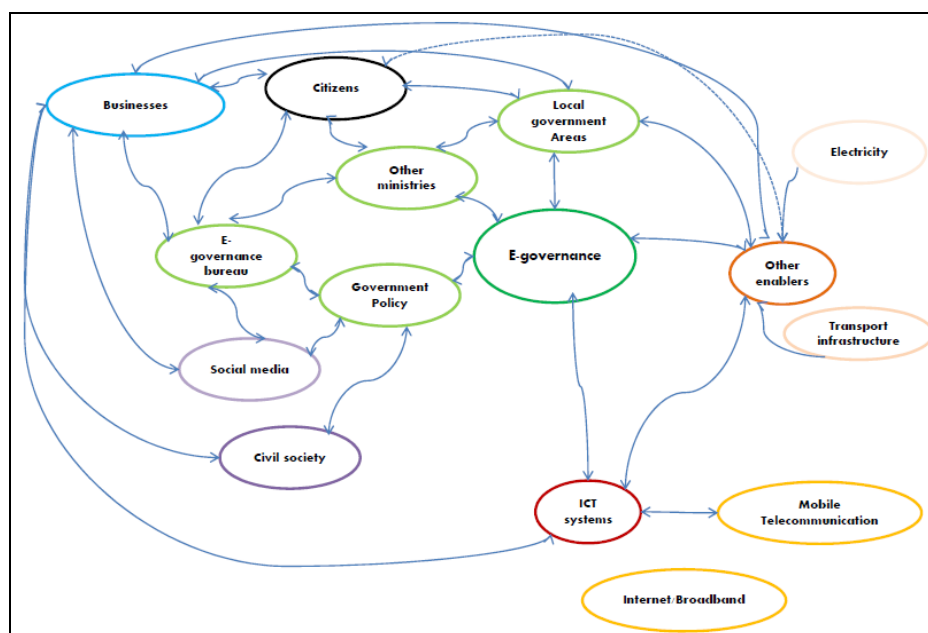 Businesses
Citizens
Local
government
Areas
Electricity
Other
ministries
E-
governance
bureau
E-governance
Government
Policy
Other
enablers
Transport
infrastructure
Social media
Civil society
ICT
systems
Mobile
Telecommunication
Internet/Broadband